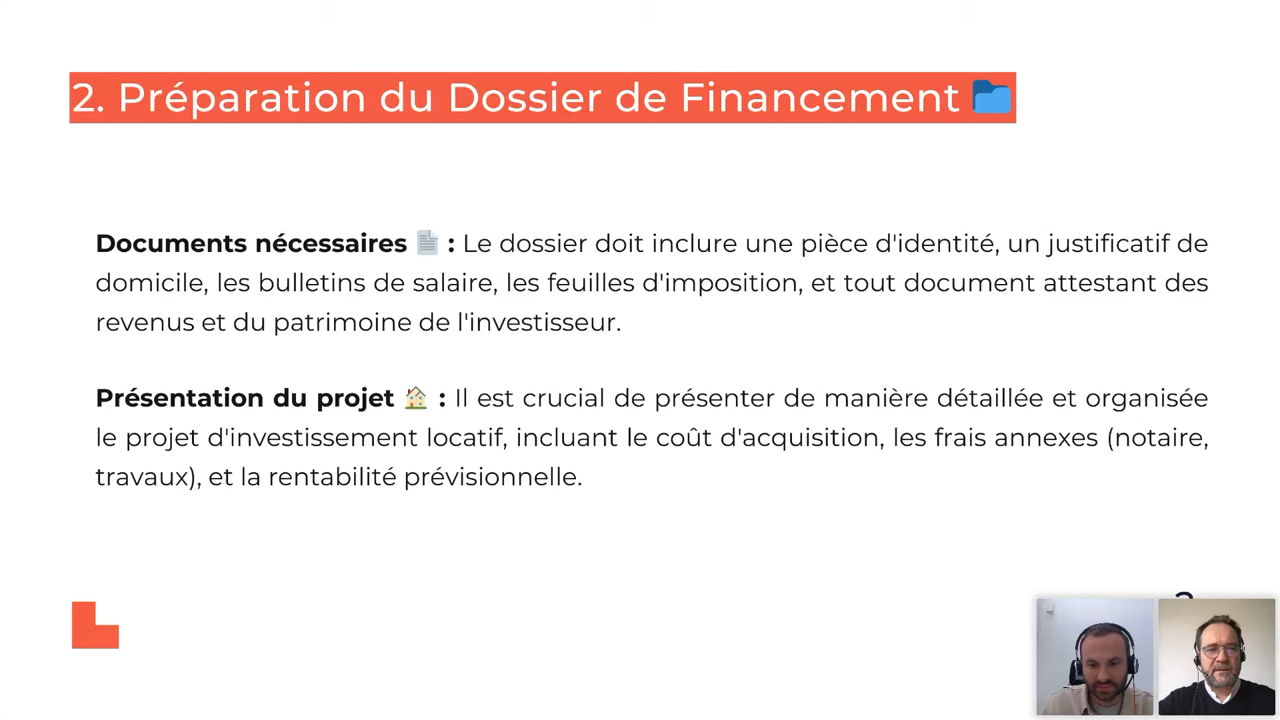 2. Préparation du Dossier de Financement 📁
Documents nécessaires 📄 : Le dossier doit inclure une pièce d'identité, un justificatif de
domicile, les bulletins de salaire, les feuilles d'imposition, et tout document attestant des
revenus et du patrimoine de l'investisseur.
Présentation du projet 🏠 : Il est crucial de présenter de manière détaillée et organisée
le projet d'investissement locatif, incluant le coût d'acquisition, les frais annexes (notaire,
travaux), et la rentabilité prévisionnelle.